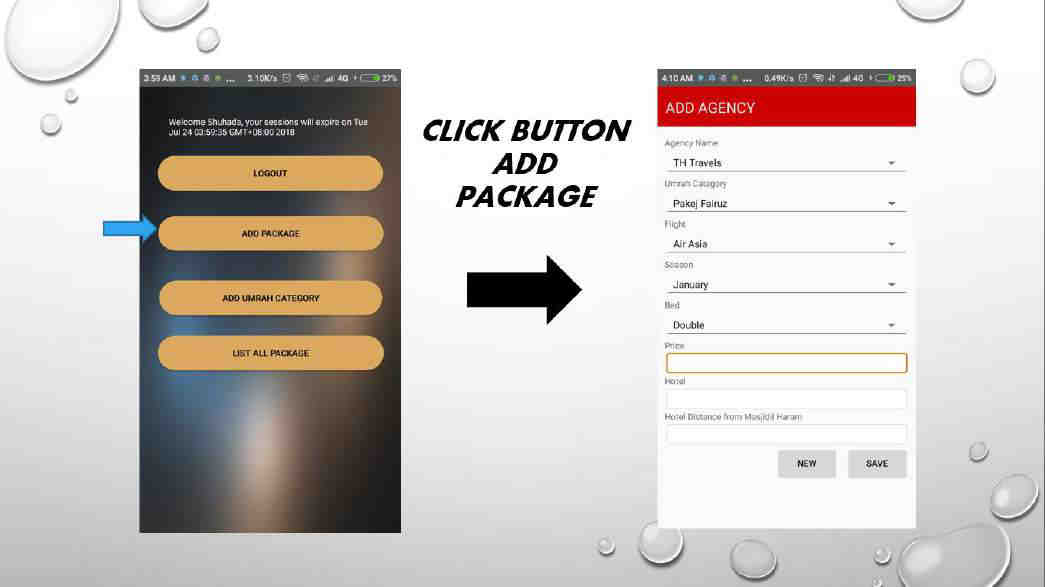 3:59 AM ... 3.10K/s 4G 27%
Welcome Shuhada, your sessions will expire on Tue
Jul 24 03:59:35 GMT+08:00 2018
LOGOUT
ADD PACKAGE
ADD UMRAH CATEGORY
LIST ALL PACKAGE
CLICK BUTTON
ADD
PACKAGE
4:10 AM ... 0.49K/s 4G 25%
ADD AGENCY
Agency Name
TH Travels
Umrah Category
Pakej Fairuz
Flight
Air Asia
Season
January
Bed
Double
Price
Hotel
Hotel Distance from Masjidil Haram
NEW SAVE